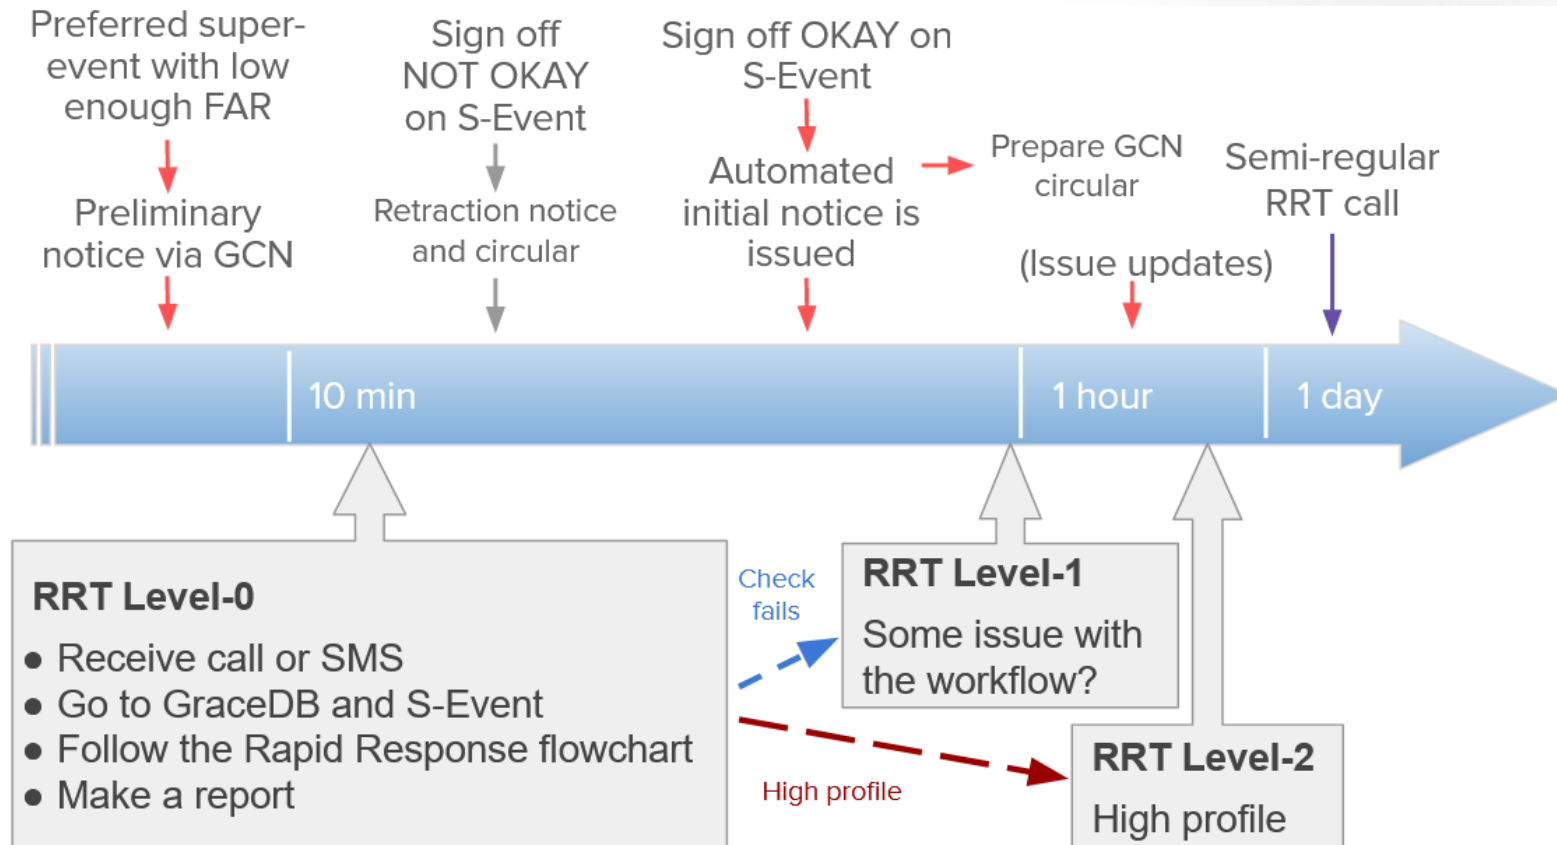 Preferred super-
event with low
enough FAR
Preliminary
notice via GCN
Sign off
NOT OKAY
on S-Event
Retraction notice
and circular
Sign off OKAY on
S-Event
Automated
initial notice is
issued
Prepare GCN
circular
(Issue updates)
Semi-regular
RRT call
10 min
1 hour
1 day
RRT Level-0
● Receive call or SMS
● Go to GraceDB and S-Event
● Follow the Rapid Response flowchart
● Make a report
Check
fails
High profile
RRT Level-1
Some issue with
the workflow?
RRT Level-2
High profile